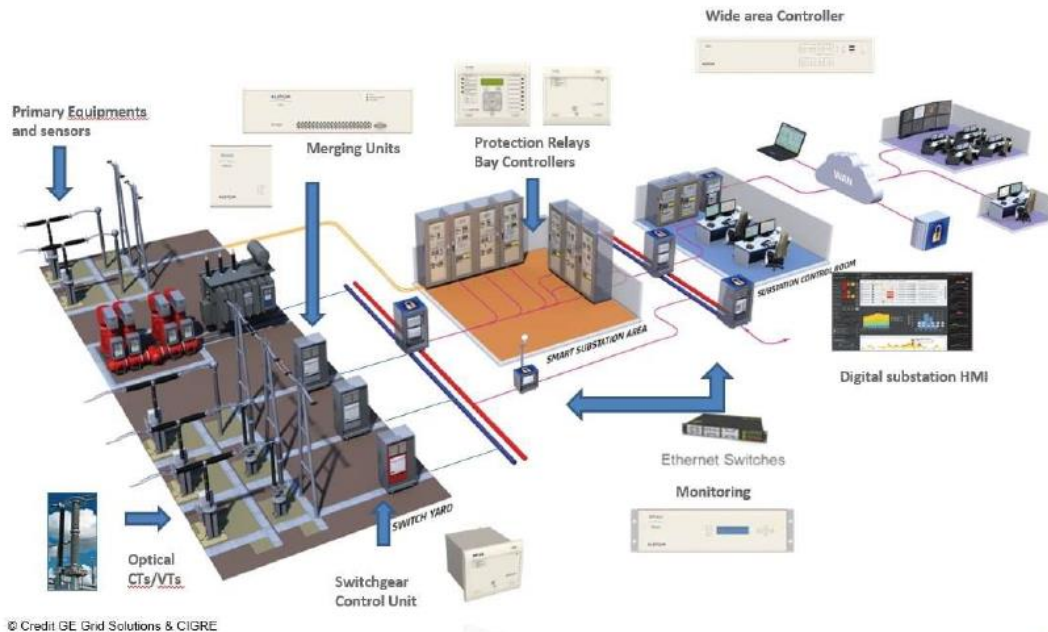 Wide area Controller
Primary Equipments
and sensors
Merging Units
Protection Relays
Bay Controllers
WAN
SUBSTATION CONTROL ROOM
SMART SUBSTATION AREA
Digital substation HMI
Ethernet Switches
Monitoring
SWITCH YARD
Optical
CTs/VTs
Switchgear
Control Unit
© Credit GE Grid Solutions & CIGRE